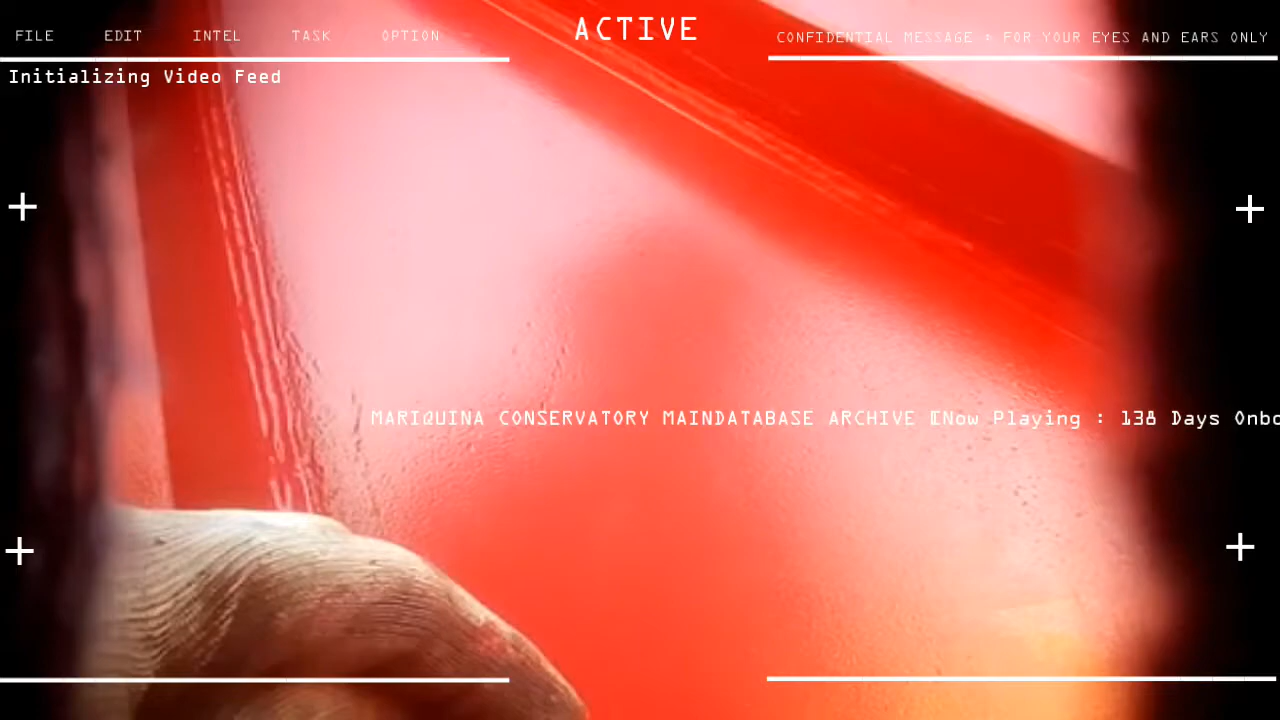 FILE EDIT INTEL TASK OPTION
ACTIVE
CONFIDENTIAL MESSAGE : FOR YOUR EYES AND EARS ONLY
Initializing Video Feed
MARIQUINA CONSERVATORY MAINDATABASE ARCHIVE Now Playing : 138 Days Onbo